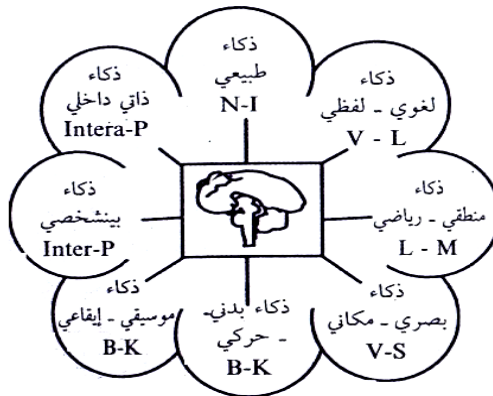 ذكاء
طبيعي
N-I
ذكاء
لغوي - لفظي
V - L
ذكاء
منطقي - رياضي
L - M
ذكاء
بصري - مكاني
V-S
ذكاء بدني-
- حركي
B-K
ذكاء
موسيقي - إيقاعي
B-K
ذكاء
بينشخصي
Inter-P
ذكاء
ذاتي داخلي
Intera-P